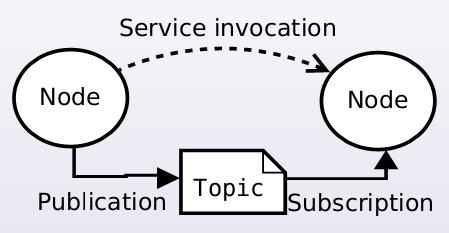 Service invocation
Node
Node
Topic
Publication
Subscription